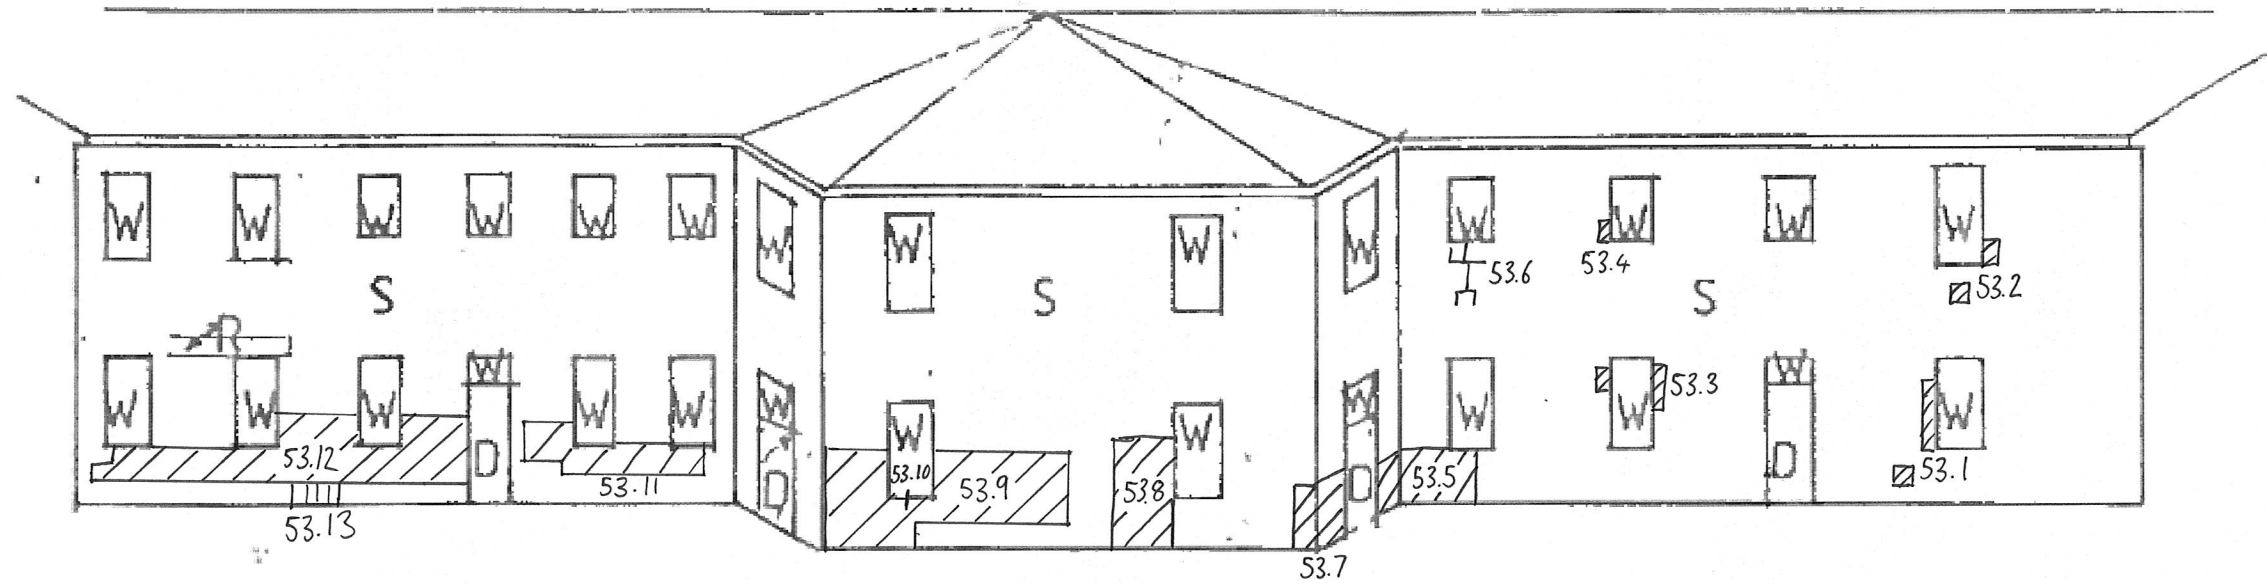 W W W W W W W W W W W W W W
53.6 53.4 53.2
S S S
R
W W W W W W W W W W W W W W
53.3
53.12 D 53.11 D 53.10 53.9 53.8 D 53.5 D 53.1
53.13 53.7